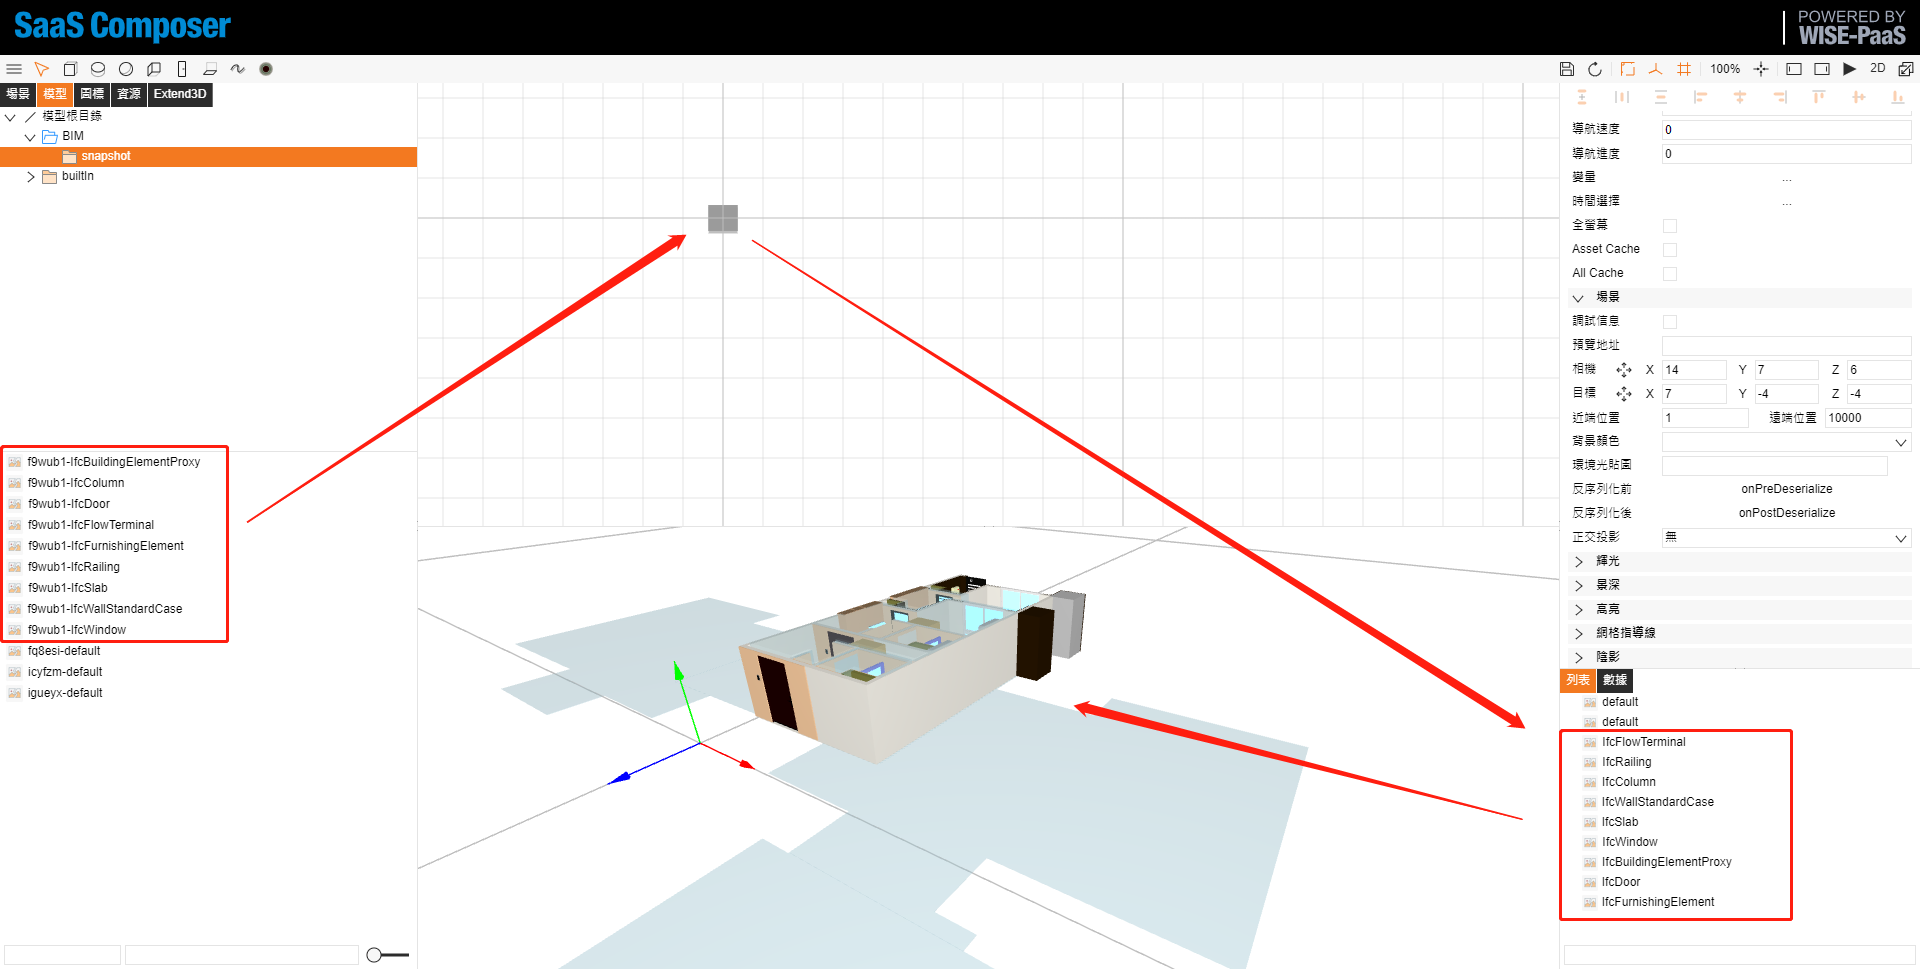 SaaS Composer
POWERED BY
WISE-PaaS
100%
2D
場景
模型
圖標
資源
Extend3D
模型根目錄
BIM
snapshot
builtIn
f9wub1-IfcBuildingElementProxy
f9wub1-IfcColumn
f9wub1-IfcDoor
f9wub1-IfcFlowTerminal
f9wub1-IfcFurnishingElement
f9wub1-IfcRailing
f9wub1-IfcSlab
f9wub1-IfcWallStandardCase
f9wub1-IfcWindow
fq8esi-default
icyfzm-default
igueyx-default
導航速度 0
導航進度 0
變量 ...
時間選擇 ...
全螢幕
Asset Cache
All Cache
場景
調試信息
預覽地址
相機 X 14 Y 7 Z 6
目標 X 7 Y -4 Z -4
近端位置 1 遠端位置 10000
背景顏色
環境光貼圖
反序列化前 onPreDeserialize
反序列化後 onPostDeserialize
正交投影 無
輝光
景深
高亮
網格指導線
陰影
列表 數據
default
default
IfcFlowTerminal
IfcRailing
IfcColumn
IfcWallStandardCase
IfcSlab
IfcWindow
IfcBuildingElementProxy
IfcDoor
IfcFurnishingElement